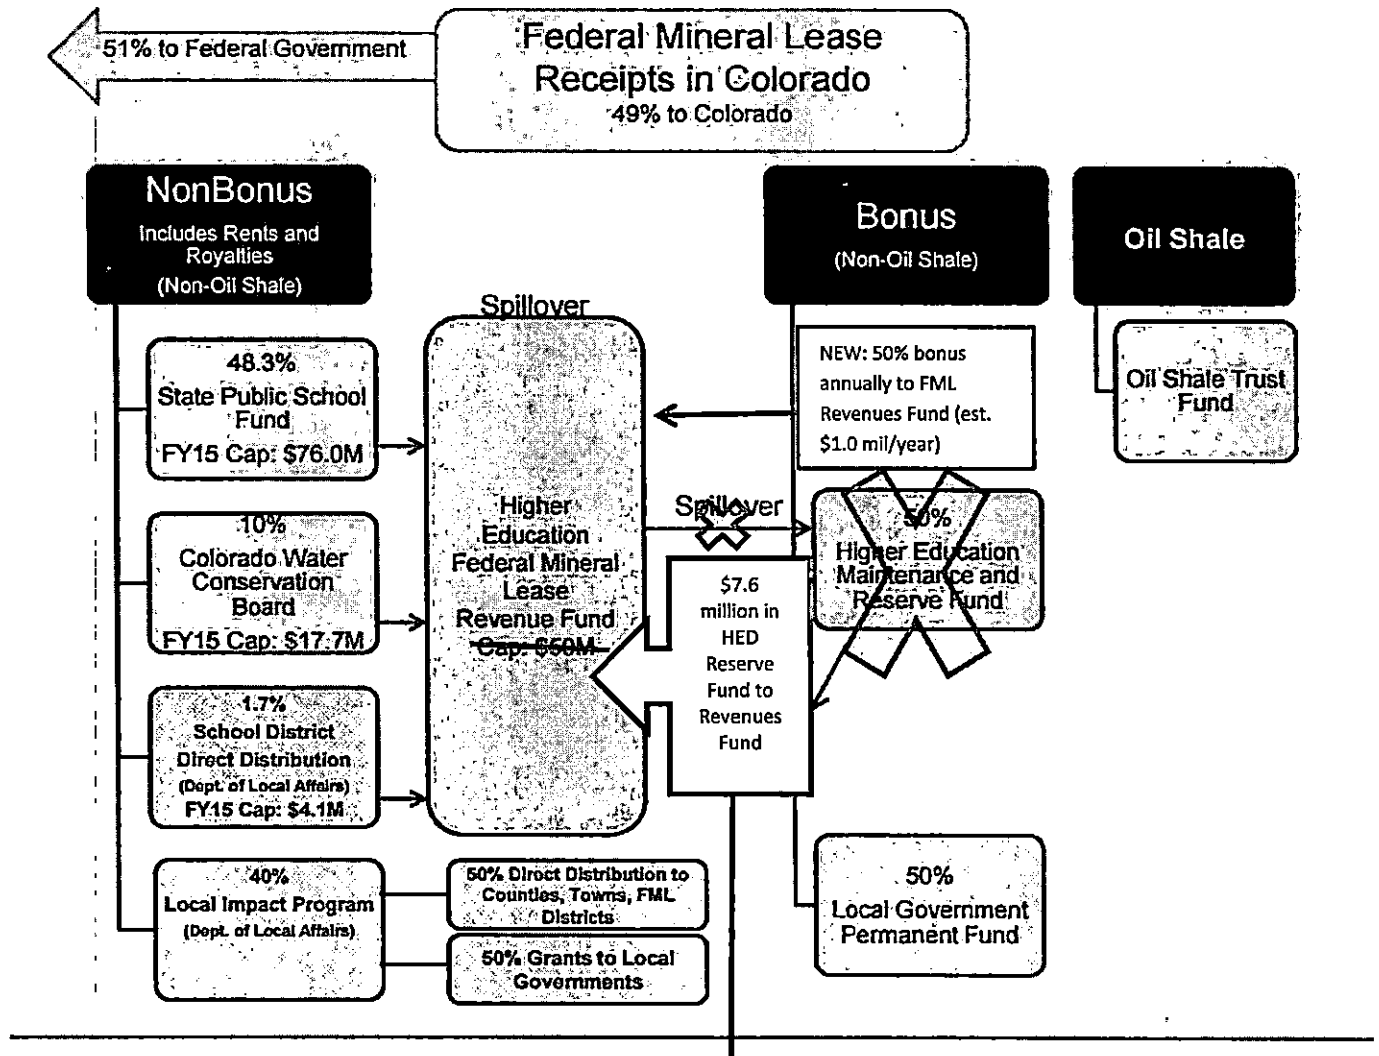 51% to Federal Government
Federal Mineral Lease
Receipts in Colorado
49% to Colorado
NonBonus
Includes Rents and
Royalties
(Non-Oil Shale)
Bonus
(Non-Oil Shale)
Oil Shale
Spillover
48.3%
State Public School
Fund
FY15 Cap: $76.0M
NEW: 50% bonus
annually to FML
Revenues Fund (est.
$1.0 mil/year)
Oil Shale Trust
Fund
10%
Colorado Water
Conservation
Board
FY15 Cap: $17.7M
Higher
Education
Federal Mineral
Lease
Revenue Fund
Cap: $50M
Spillover
50%
Higher Education
Maintenance and
Reserve Fund
$7.6
million in
HED
Reserve
Fund to
Revenues
Fund
1.7%
School District
Direct Distribution
(Dept. of Local Affairs)
FY15 Cap: $4.1M
40%
Local Impact Program
(Dept. of Local Affairs)
50% Direct Distribution to
Counties, Towns, FML
Districts
50% Grants to Local
Governments
50%
Local Government
Permanent Fund